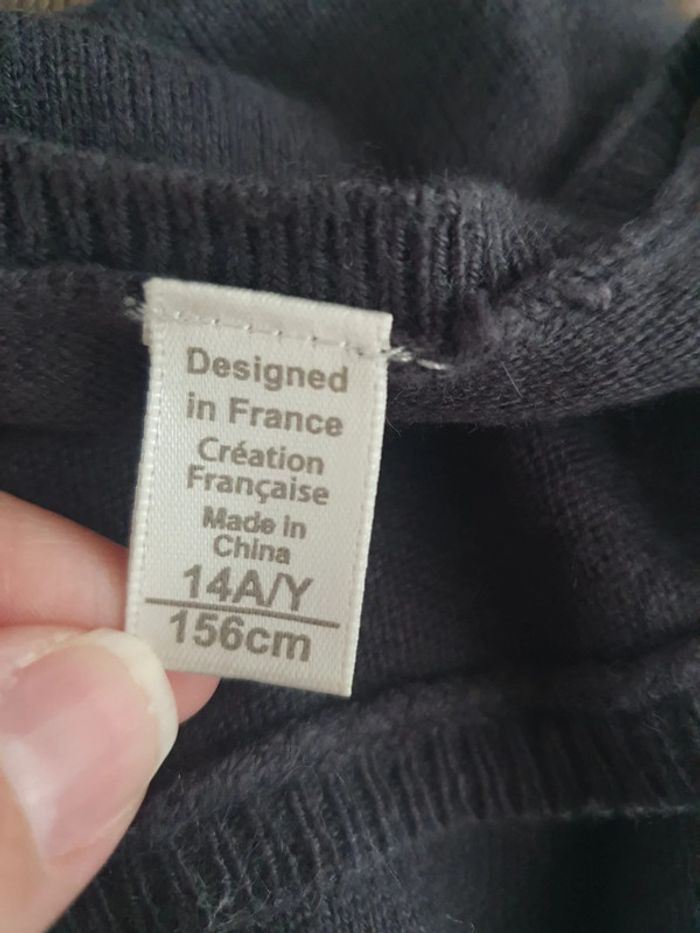 Designed
in France
Création
Française
Made in
China
14A/Y
156cm